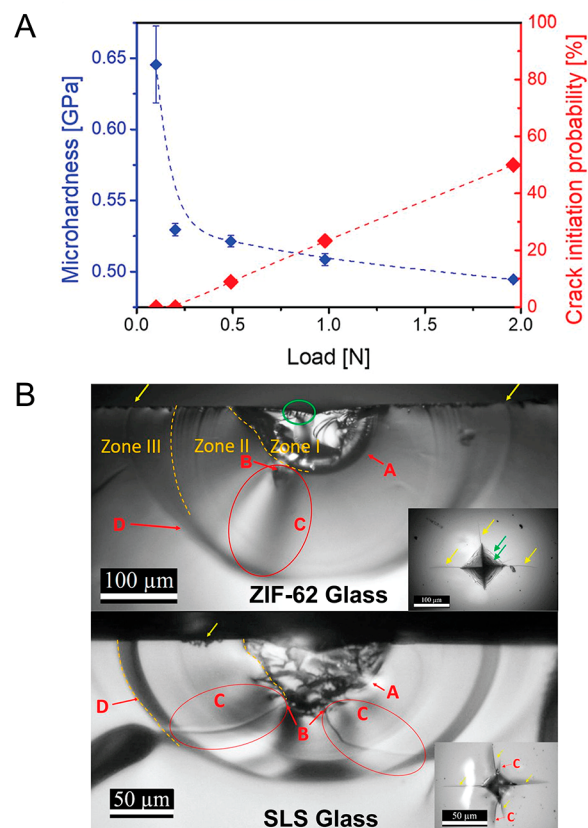 A
Microhardness [GPa]
0.65
0.60
0.55
0.50
100
80
60
40
20
0
Crack initiation probability [%]
0.0
0.5
1.0
1.5
2.0
Load [N]
B
Zone III
Zone II
Zone I
B
A
C
D
100 µm
ZIF-62 Glass
100 µm
C
A
D
B
C
50 µm
SLS Glass
C
C
50 µm